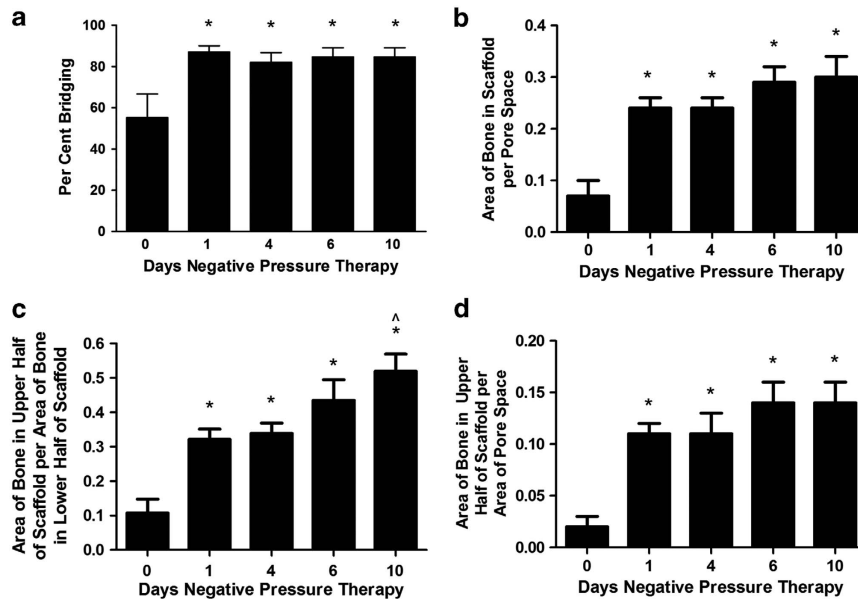 a
Per Cent Bridging
100
80
60
40
20
0
* * * *
0 1 4 6 10
Days Negative Pressure Therapy
b
Area of Bone in Scaffold
per Pore Space
0.4
0.3
0.2
0.1
0.0
* * * *
0 1 4 6 10
Days Negative Pressure Therapy
c
Area of Bone in Upper Half
of Scaffold per Area of Bone
in Lower Half of Scaffold
0.6
0.5
0.4
0.3
0.2
0.1
0.0
^
* * * *
0 1 4 6 10
Days Negative Pressure Therapy
d
Area of Bone in Upper
Half of Scaffold per
Area of Pore Space
0.20
0.15
0.10
0.05
0.00
* * * *
0 1 4 6 10
Days Negative Pressure Therapy